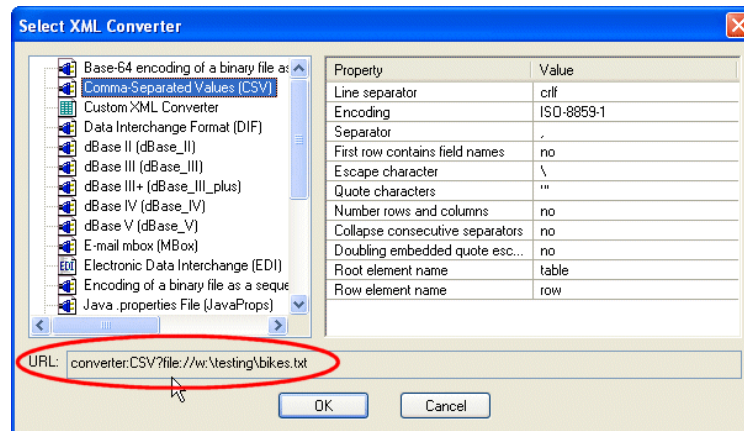 Select XML Converter
Base-64 encoding of a binary file as
Comma-Separated Values (CSV)
Custom XML Converter
Data Interchange Format (DIF)
dBase II (dBase_II)
dBase III (dBase_III)
dBase III+ (dBase_III_plus)
dBase IV (dBase_IV)
dBase V (dBase_V)
E-mail mbox (MBox)
EDI Electronic Data Interchange (EDI)
Encoding of a binary file as a seque
Java .properties File (JavaProps)
Property Value
Line separator crlf
Encoding ISO-8859-1
Separator ,
First row contains field names no
Escape character \
Quote characters '"
Number rows and columns no
Collapse consecutive separators no
Doubling embedded quote esc... no
Root element name table
Row element name row
URL: converter:CSV?file://w:\testing\bikes.txt
OK Cancel